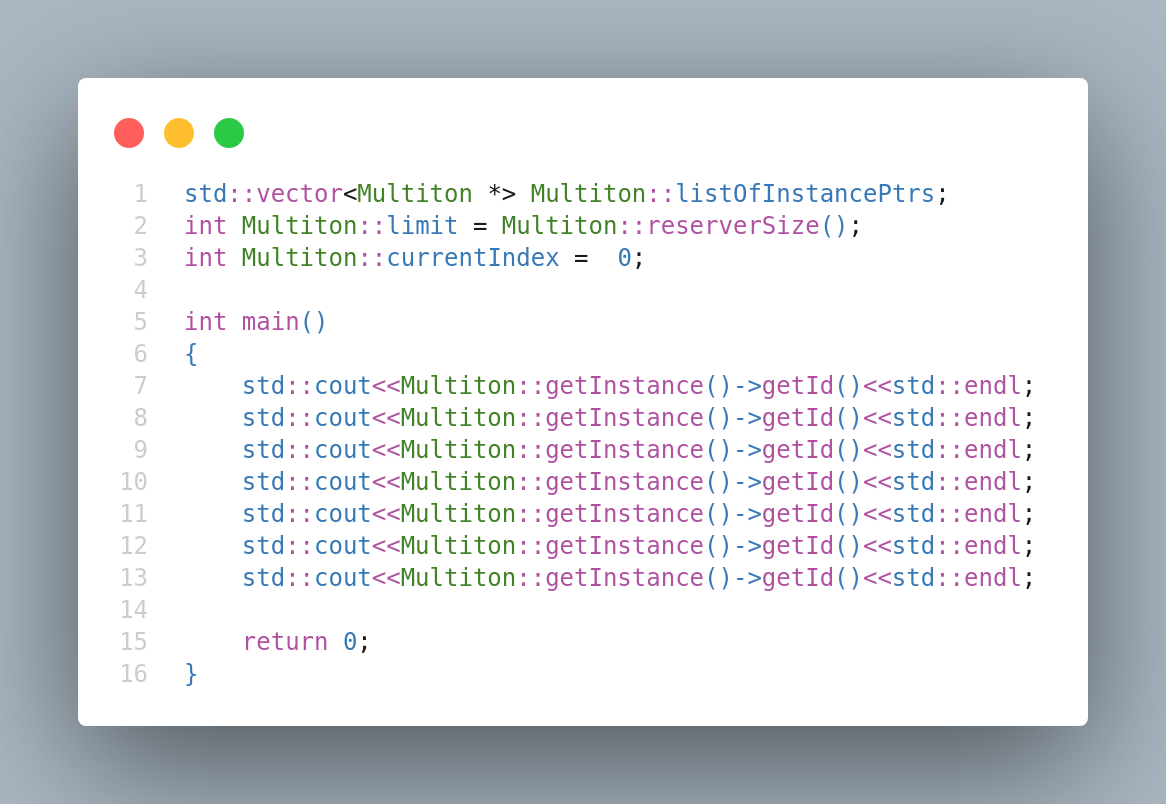 1 std::vector<Multiton *> Multiton::listOfInstancePtrs;
2 int Multiton::limit = Multiton::reserverSize();
3 int Multiton::currentIndex =  0;
4
5 int main()
6 {
7     std::cout<<Multiton::getInstance()->getId()<<std::endl;
8     std::cout<<Multiton::getInstance()->getId()<<std::endl;
9     std::cout<<Multiton::getInstance()->getId()<<std::endl;
10     std::cout<<Multiton::getInstance()->getId()<<std::endl;
11     std::cout<<Multiton::getInstance()->getId()<<std::endl;
12     std::cout<<Multiton::getInstance()->getId()<<std::endl;
13     std::cout<<Multiton::getInstance()->getId()<<std::endl;
14
15     return 0;
16 }